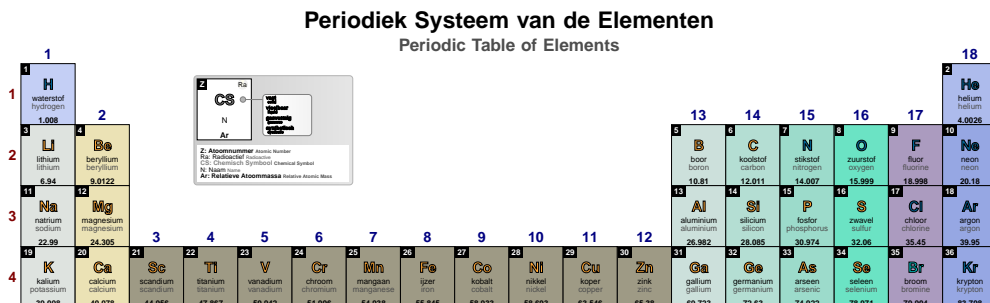 Periodiek Systeem van de Elementen
Periodic Table of Elements
1 18
1 2
1 H He
waterstof helium
hydrogen helium
1.008 4.0026
Z Ra
CS
N
Ar
Z: Atoomnummer Atomic Number
Ra: Radioactief Radioactive
CS: Chemisch Symbool Chemical Symbol
N: Naam Name
Ar: Relatieve Atoommassa Relative Atomic Mass
2 13 14 15 16 17
3 4 5 6 7 8 9 10
2 Li Be B C N O F Ne
lithium beryllium boor koolstof stikstof zuurstof fluor neon
lithium beryllium boron carbon nitrogen oxygen fluorine neon
6.94 9.0122 10.81 12.011 14.007 15.999 18.998 20.18
11 12 13 14 15 16 17 18
3 Na Mg Al Si P S Cl Ar
natrium magnesium aluminium silicium fosfor zwavel chloor argon
sodium magnesium aluminium silicon phosphorus sulfur chlorine argon
22.99 24.305 26.982 28.085 30.974 32.06 35.45 39.95
3 4 5 6 7 8 9 10 11 12
19 20 21 22 23 24 25 26 27 28 29 30 31 32 33 34 35 36
4 K Ca Sc Ti V Cr Mn Fe Co Ni Cu Zn Ga Ge As Se Br Kr
kalium calcium scandium titanium vanadium chroom mangaan ijzer kobalt nikkel koper zink gallium germanium arseen seleen broom krypton
potassium calcium scandium titanium vanadium chromium manganese iron cobalt nickel copper zinc gallium germanium arsenic selenium bromine krypton